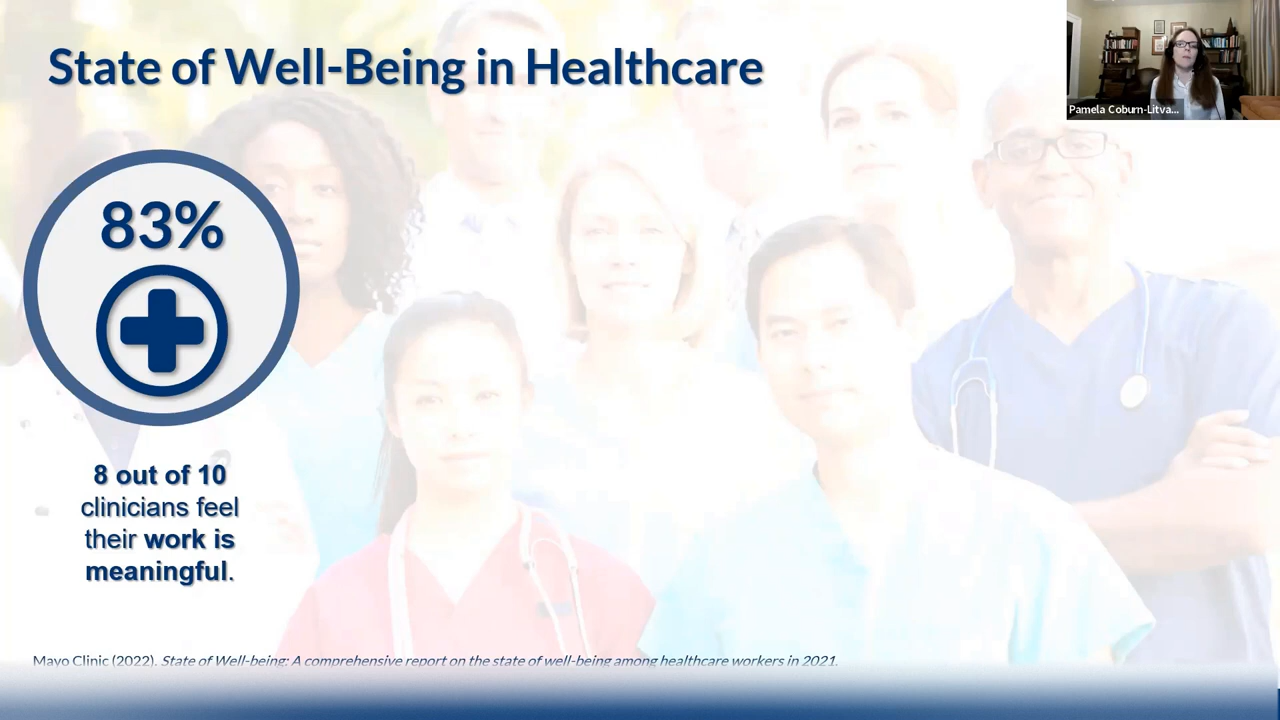 State of Well-Being in Healthcare
Pamela Coburn-Litva...
83%
8 out of 10
clinicians feel
their work is
meaningful.
Mayo Clinic (2022). State of Well-being: A comprehensive report on the state of well-being among healthcare workers in 2021.